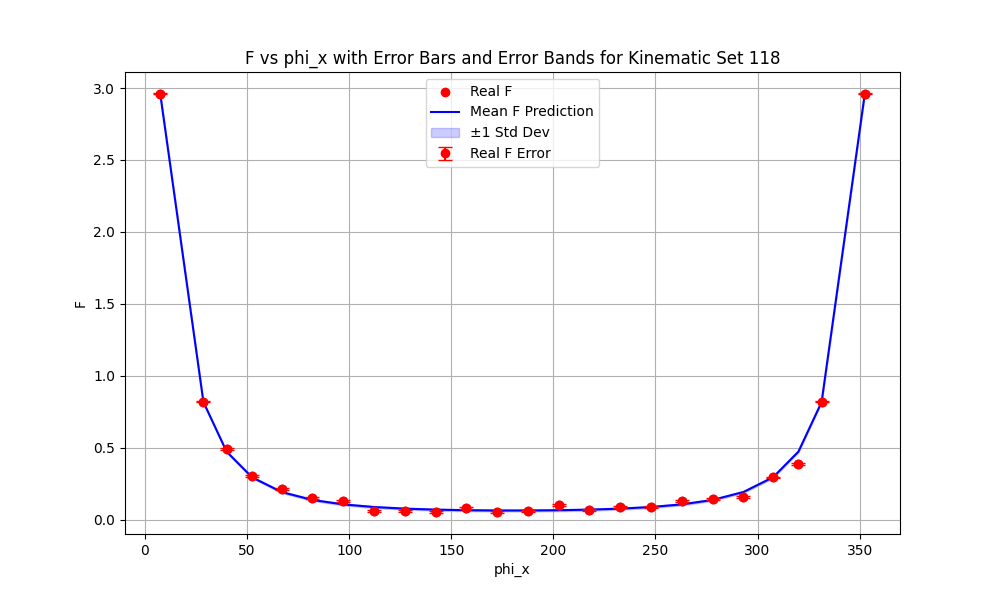 F vs phi_x with Error Bars and Error Bands for Kinematic Set 118
Real F
Mean F Prediction
±1 Std Dev
Real F Error
3.0
2.5
2.0
1.5
1.0
0.5
0.0
F
0 50 100 150 200 250 300 350
phi_x